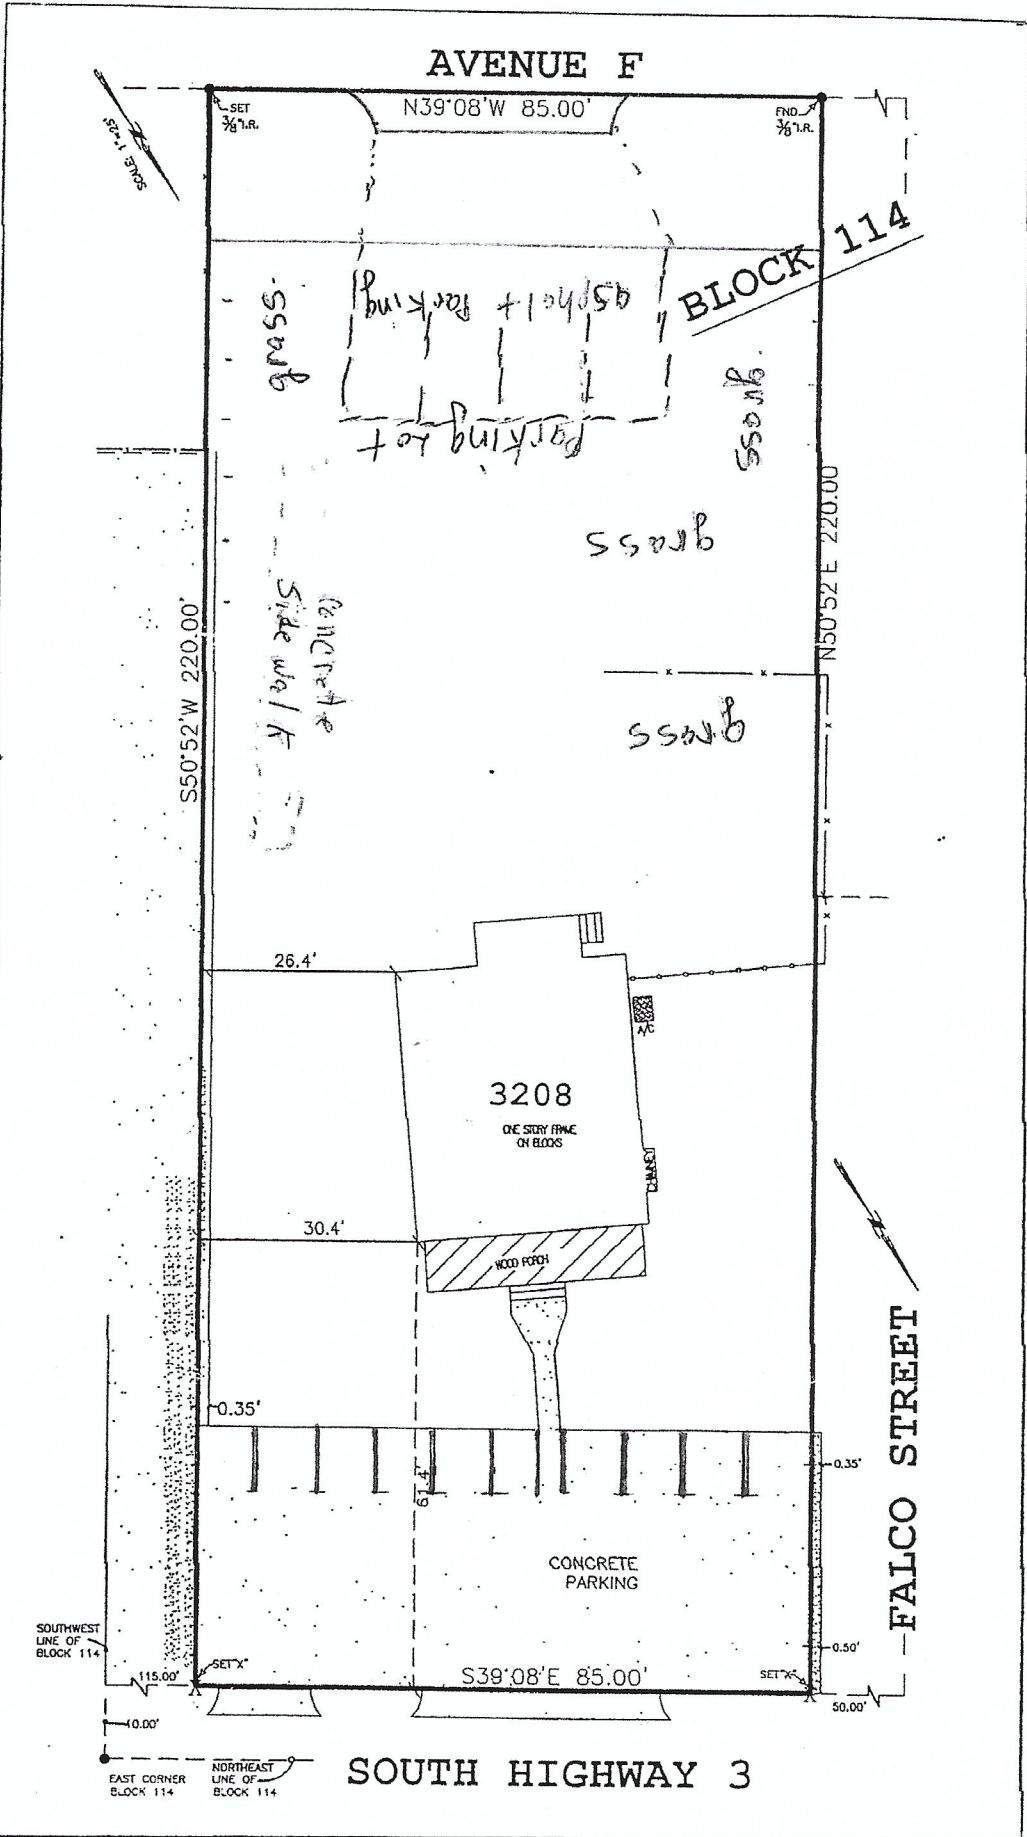 AVENUE F
N39°08'W 85.00'
SET
3/8"I.R.
FND
3/8"I.R.
SCALE: 1"=25'
BLOCK 114
grass
asphalt Parking
Parking Lot
grass
grass
grass
Concrete
Side walk
S50°52'W 220.00'
N50°52'E 220.00
26.4'
A/C
3208
ONE STORY FRAME
ON BLOCKS
CHIMNEY
30.4'
WOOD PORCH
0.35'
0.35'
61.4'
CONCRETE
PARKING
FALCO STREET
SOUTHWEST
LINE OF
BLOCK 114
0.50'
115.00'
SET"X"
S39°08'E 85.00'
SET"X"
50.00'
10.00'
EAST CORNER
BLOCK 114
NORTHEAST
LINE OF
BLOCK 114
SOUTH HIGHWAY 3